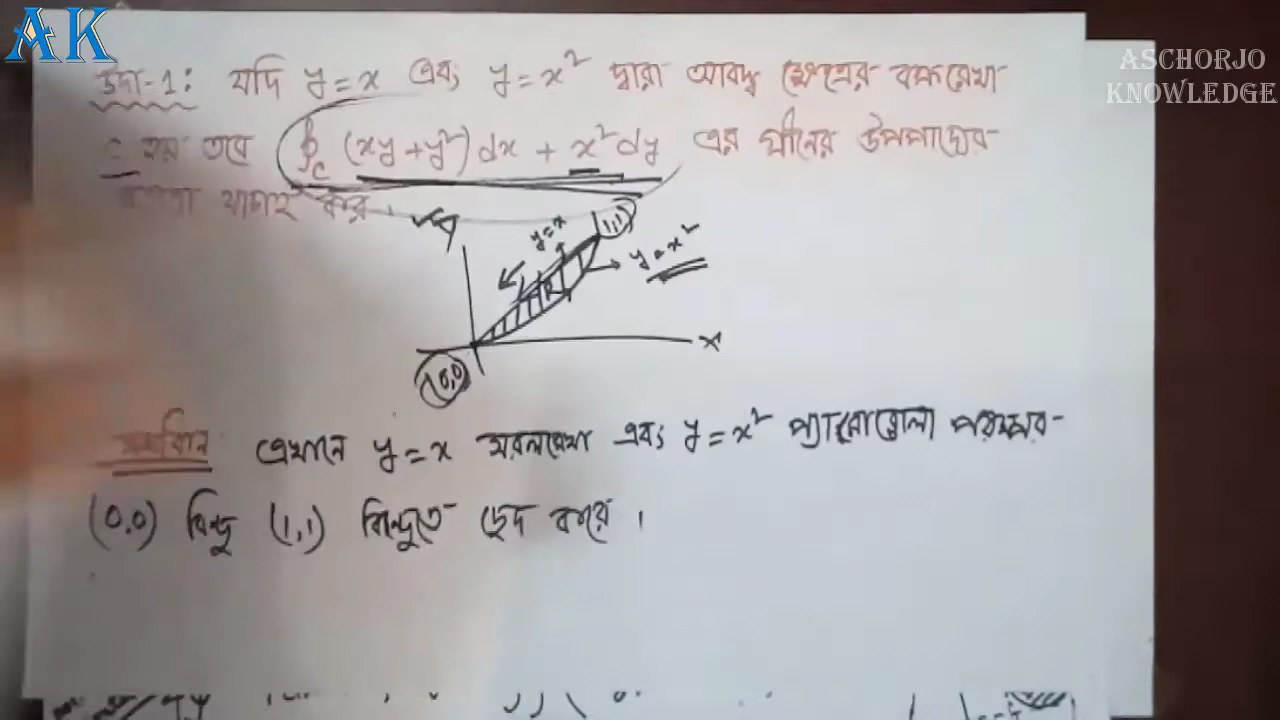 AK
ASCHORJO
KNOWLEDGE
উদা-1: যদি y = x এবং y = x² দ্বারা আবদ্ধ ক্ষেত্রের বক্ররেখা
C হয় তবে ∮c (xy + y²) dx + x² dy এর গ্রীনের উপপাদ্যের
যাচাই কর।
y
y = x
(1,1)
y = x²
R
x
(0,0)
সমাধান এখানে y = x সরলরেখা এবং y = x² প্যারাবোলা পরস্পর
(0,0) বিন্দু (1,1) বিন্দুতে ছেদ করে।